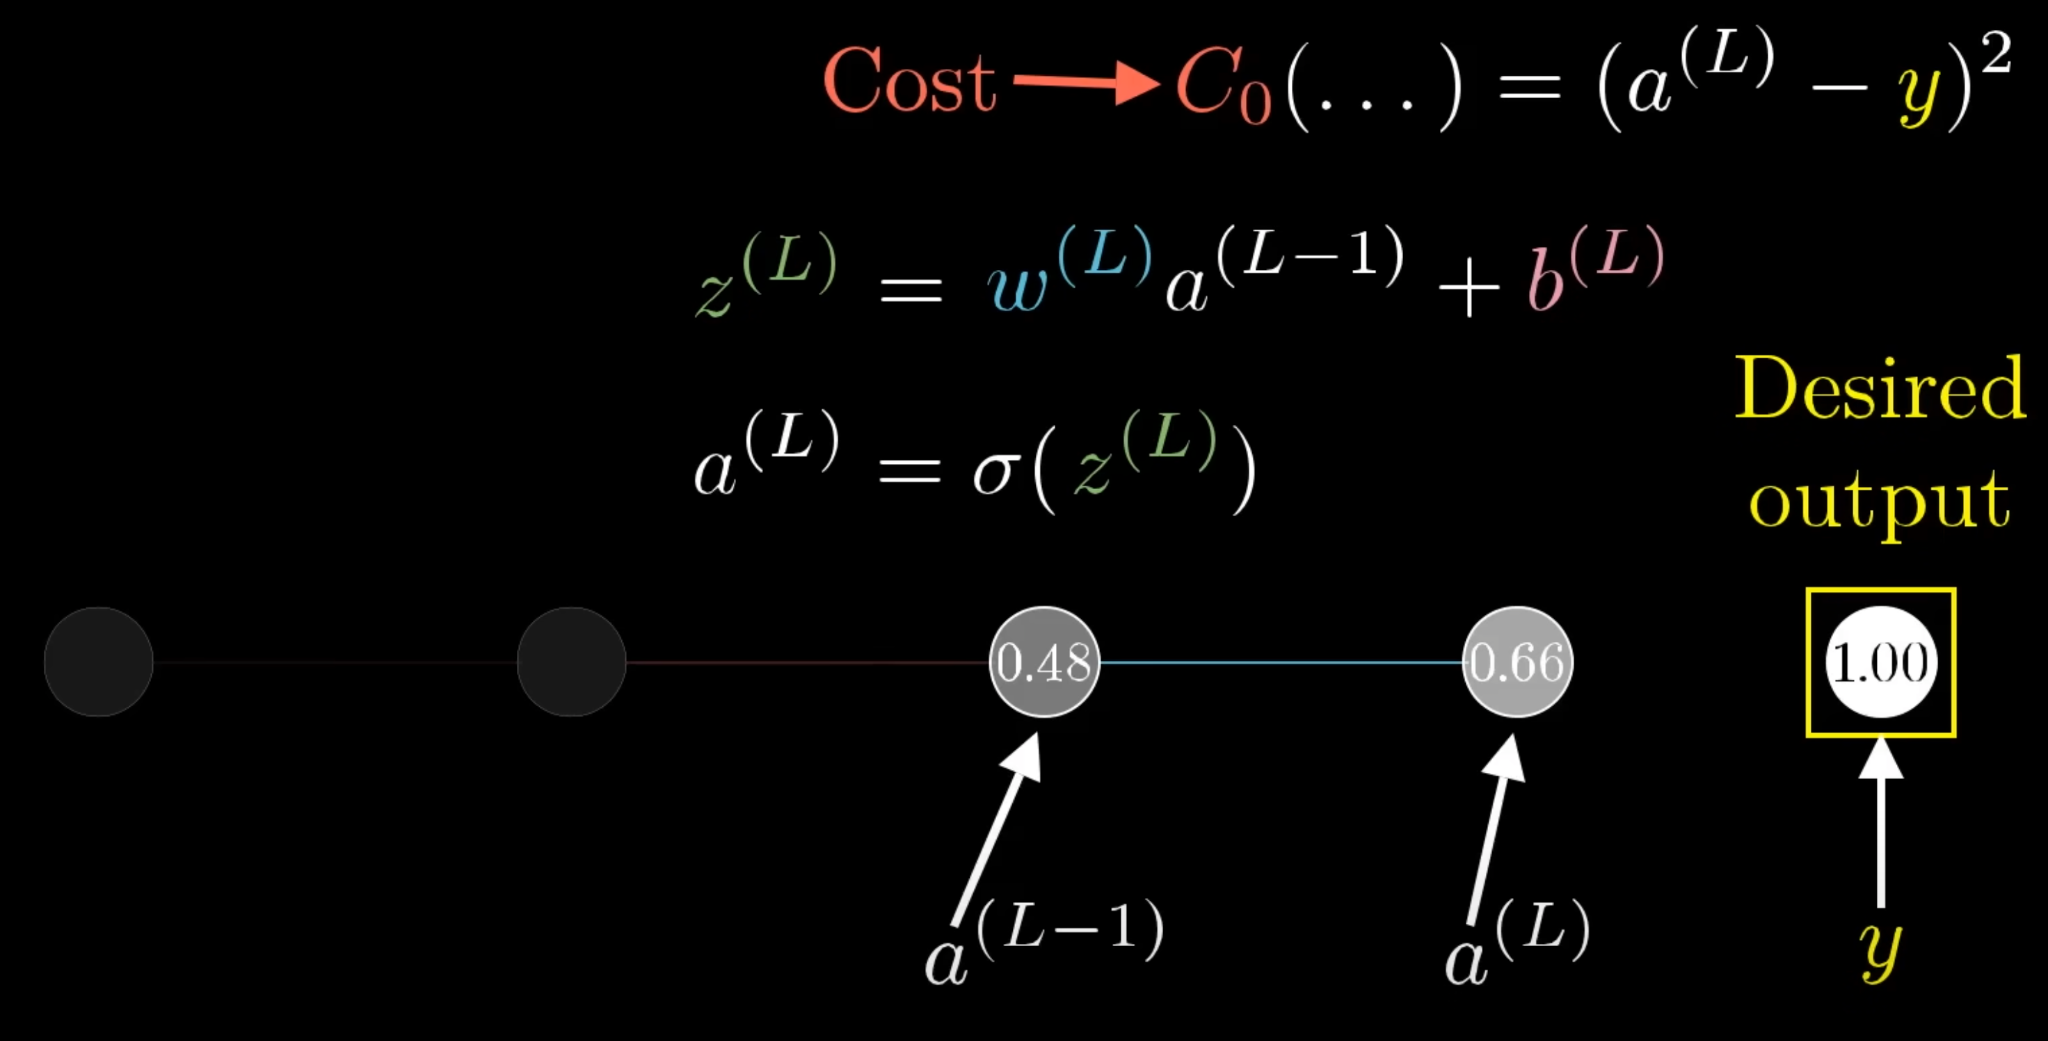 Cost C₀(...) = (a⁽ᴸ⁾ − y)²
z⁽ᴸ⁾ = w⁽ᴸ⁾a⁽ᴸ⁻¹⁾ + b⁽ᴸ⁾
Desired
output
a⁽ᴸ⁾ = σ(z⁽ᴸ⁾)
0.48 0.66 1.00
a⁽ᴸ⁻¹⁾ a⁽ᴸ⁾ y